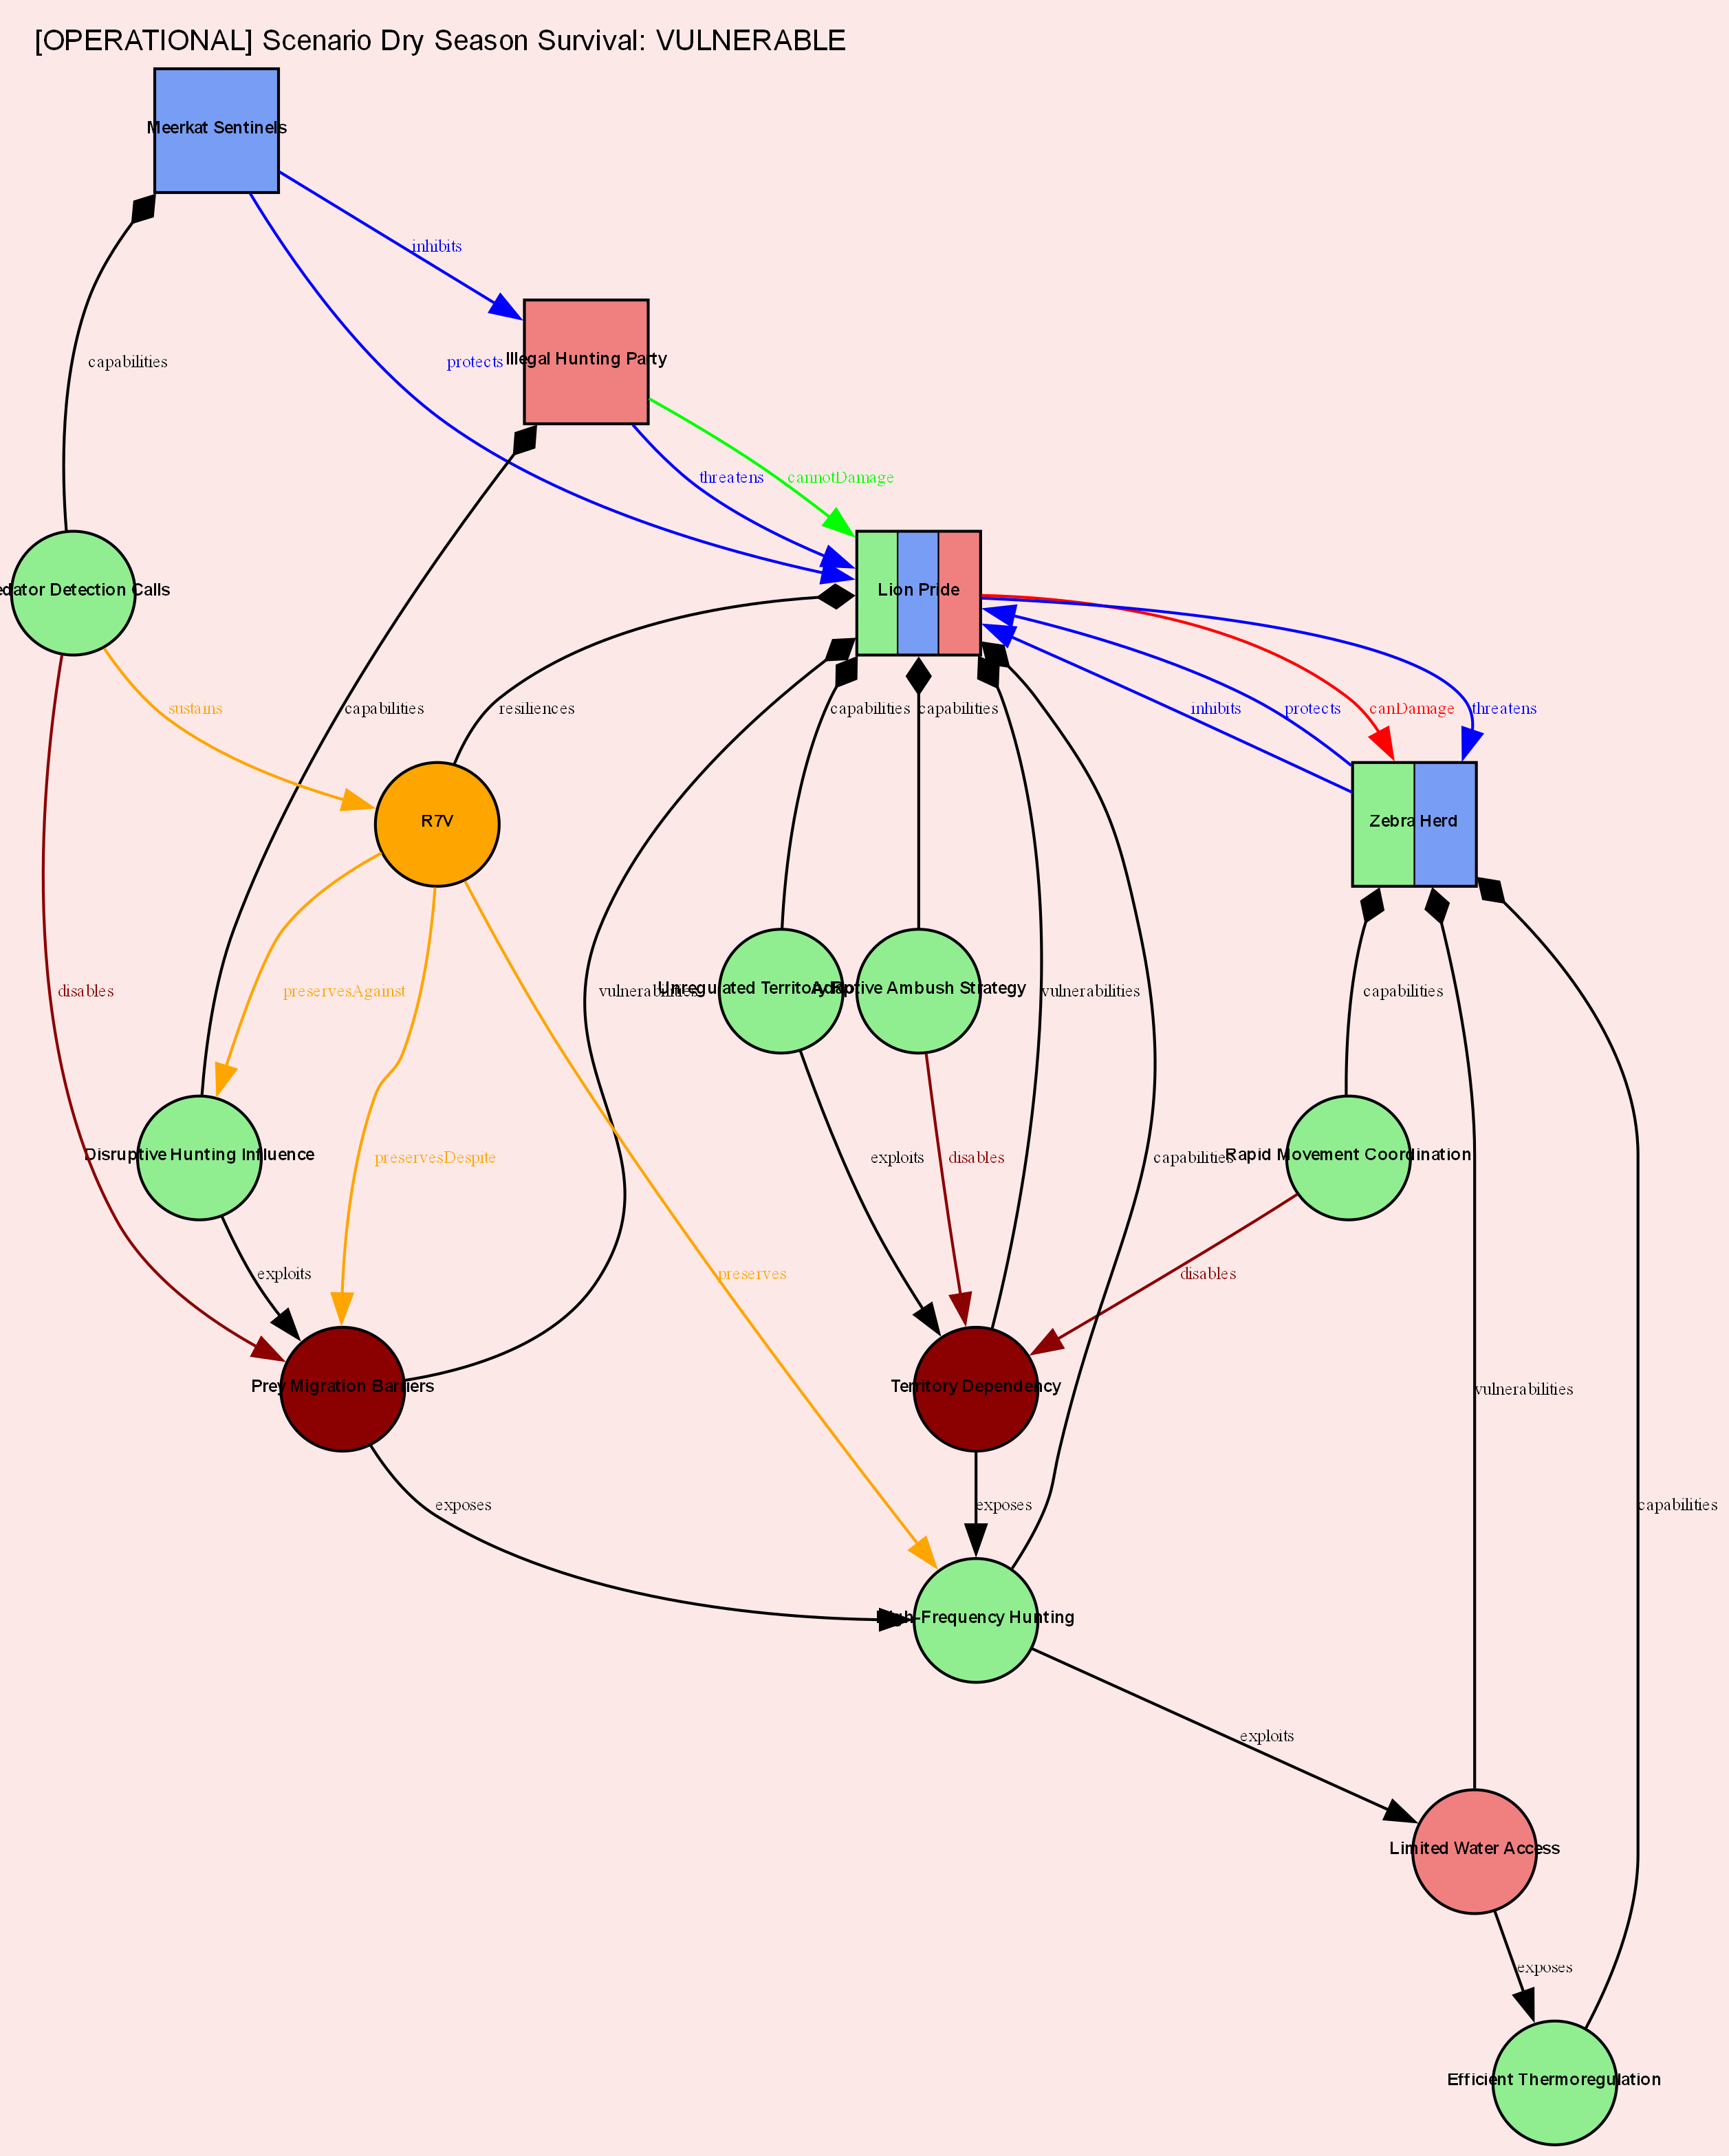 [OPERATIONAL] Scenario Dry Season Survival: VULNERABLE
Meerkat Sentinels
inhibits
capabilities
protects
Illegal Hunting Party
threatens
cannotDamage
Detection Calls
Lion Pride
sustains
capabilities
resiliences
capabilities
capabilities
inhibits
protects
canDamage
threatens
R7V
Zebra Herd
disables
preservesAgainst
vulnerabilities
Unregulated Territory
Ambush Strategy
vulnerabilities
capabilities
Disruptive Hunting Influence
preservesDespite
exploits
disables
capabilities
Rapid Movement Coordination
exploits
preserves
disables
Prey Migration Barriers
Territory Dependency
vulnerabilities
exposes
exposes
capabilities
High-Frequency Hunting
exploits
Limited Water Access
exposes
Efficient Thermoregulation